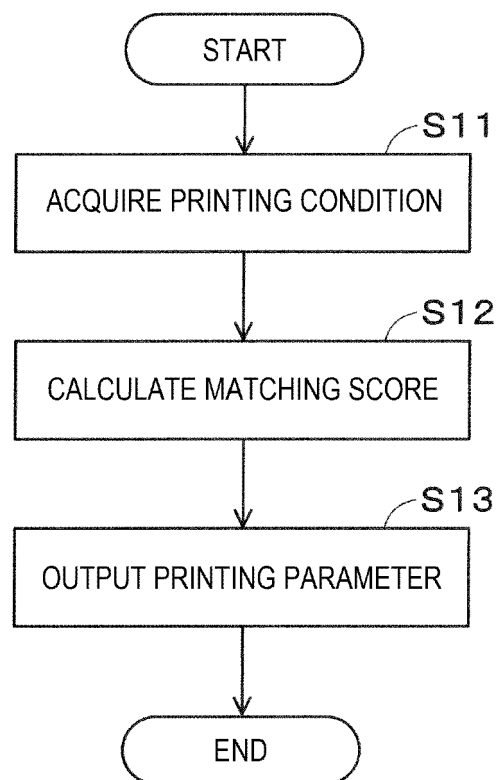 START
S11
ACQUIRE PRINTING CONDITION
S12
CALCULATE MATCHING SCORE
S13
OUTPUT PRINTING PARAMETER
END